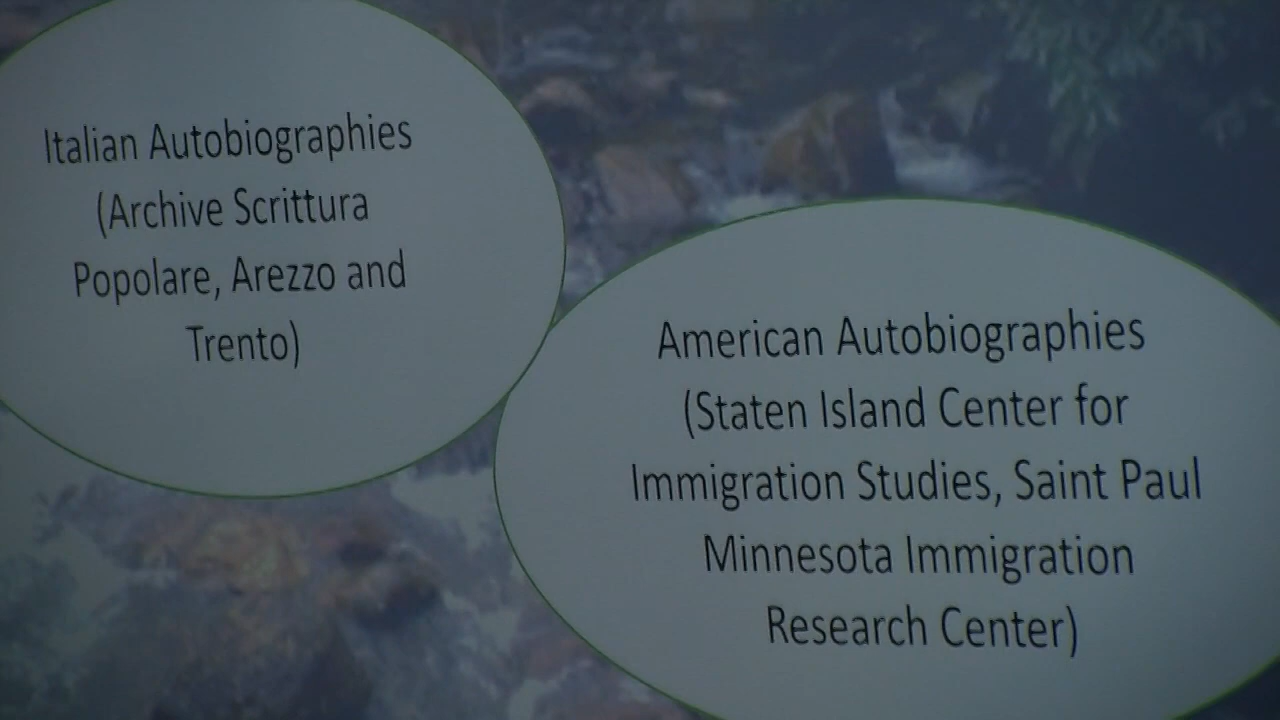 Italian Autobiographies
(Archive Scrittura
Popolare, Arezzo and
Trento)
American Autobiographies
(Staten Island Center for
Immigration Studies, Saint Paul
Minnesota Immigration
Research Center)